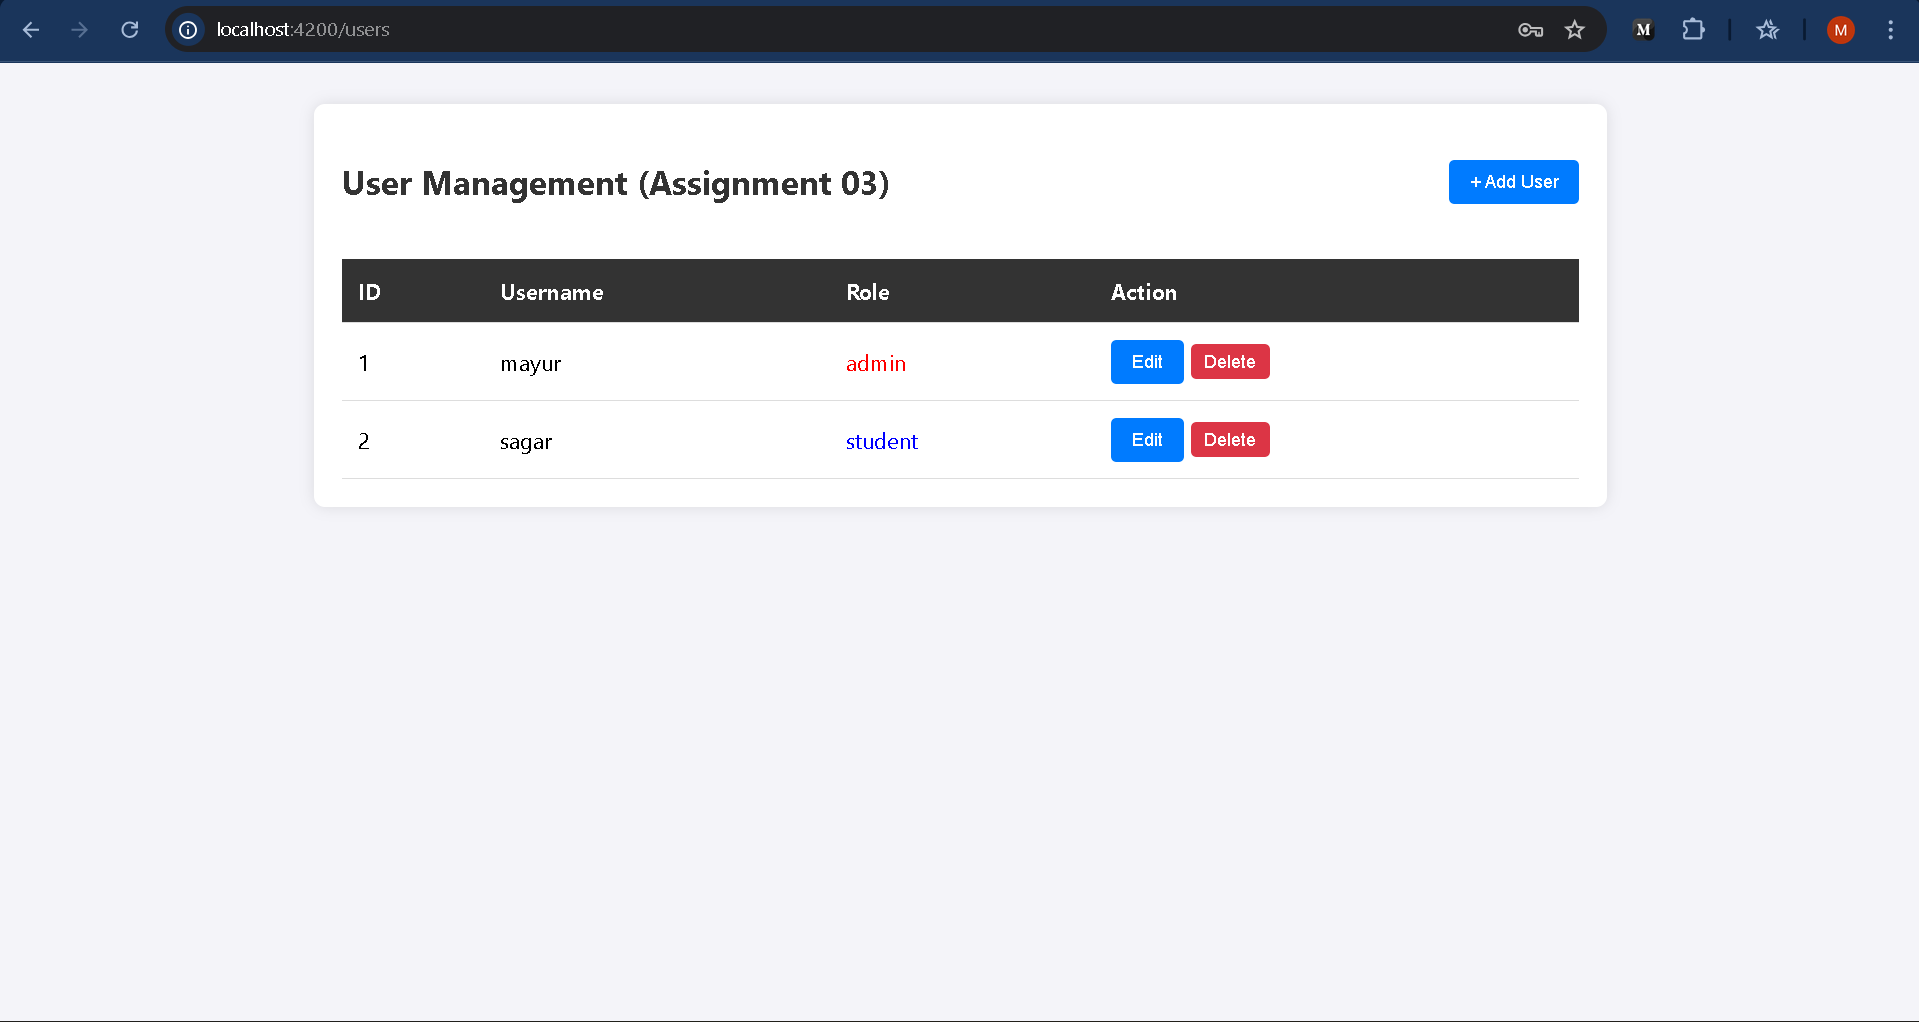 localhost:4200/users
M
M
User Management (Assignment 03)
+ Add User
ID Username Role Action
1 mayur admin Edit Delete
2 sagar student Edit Delete